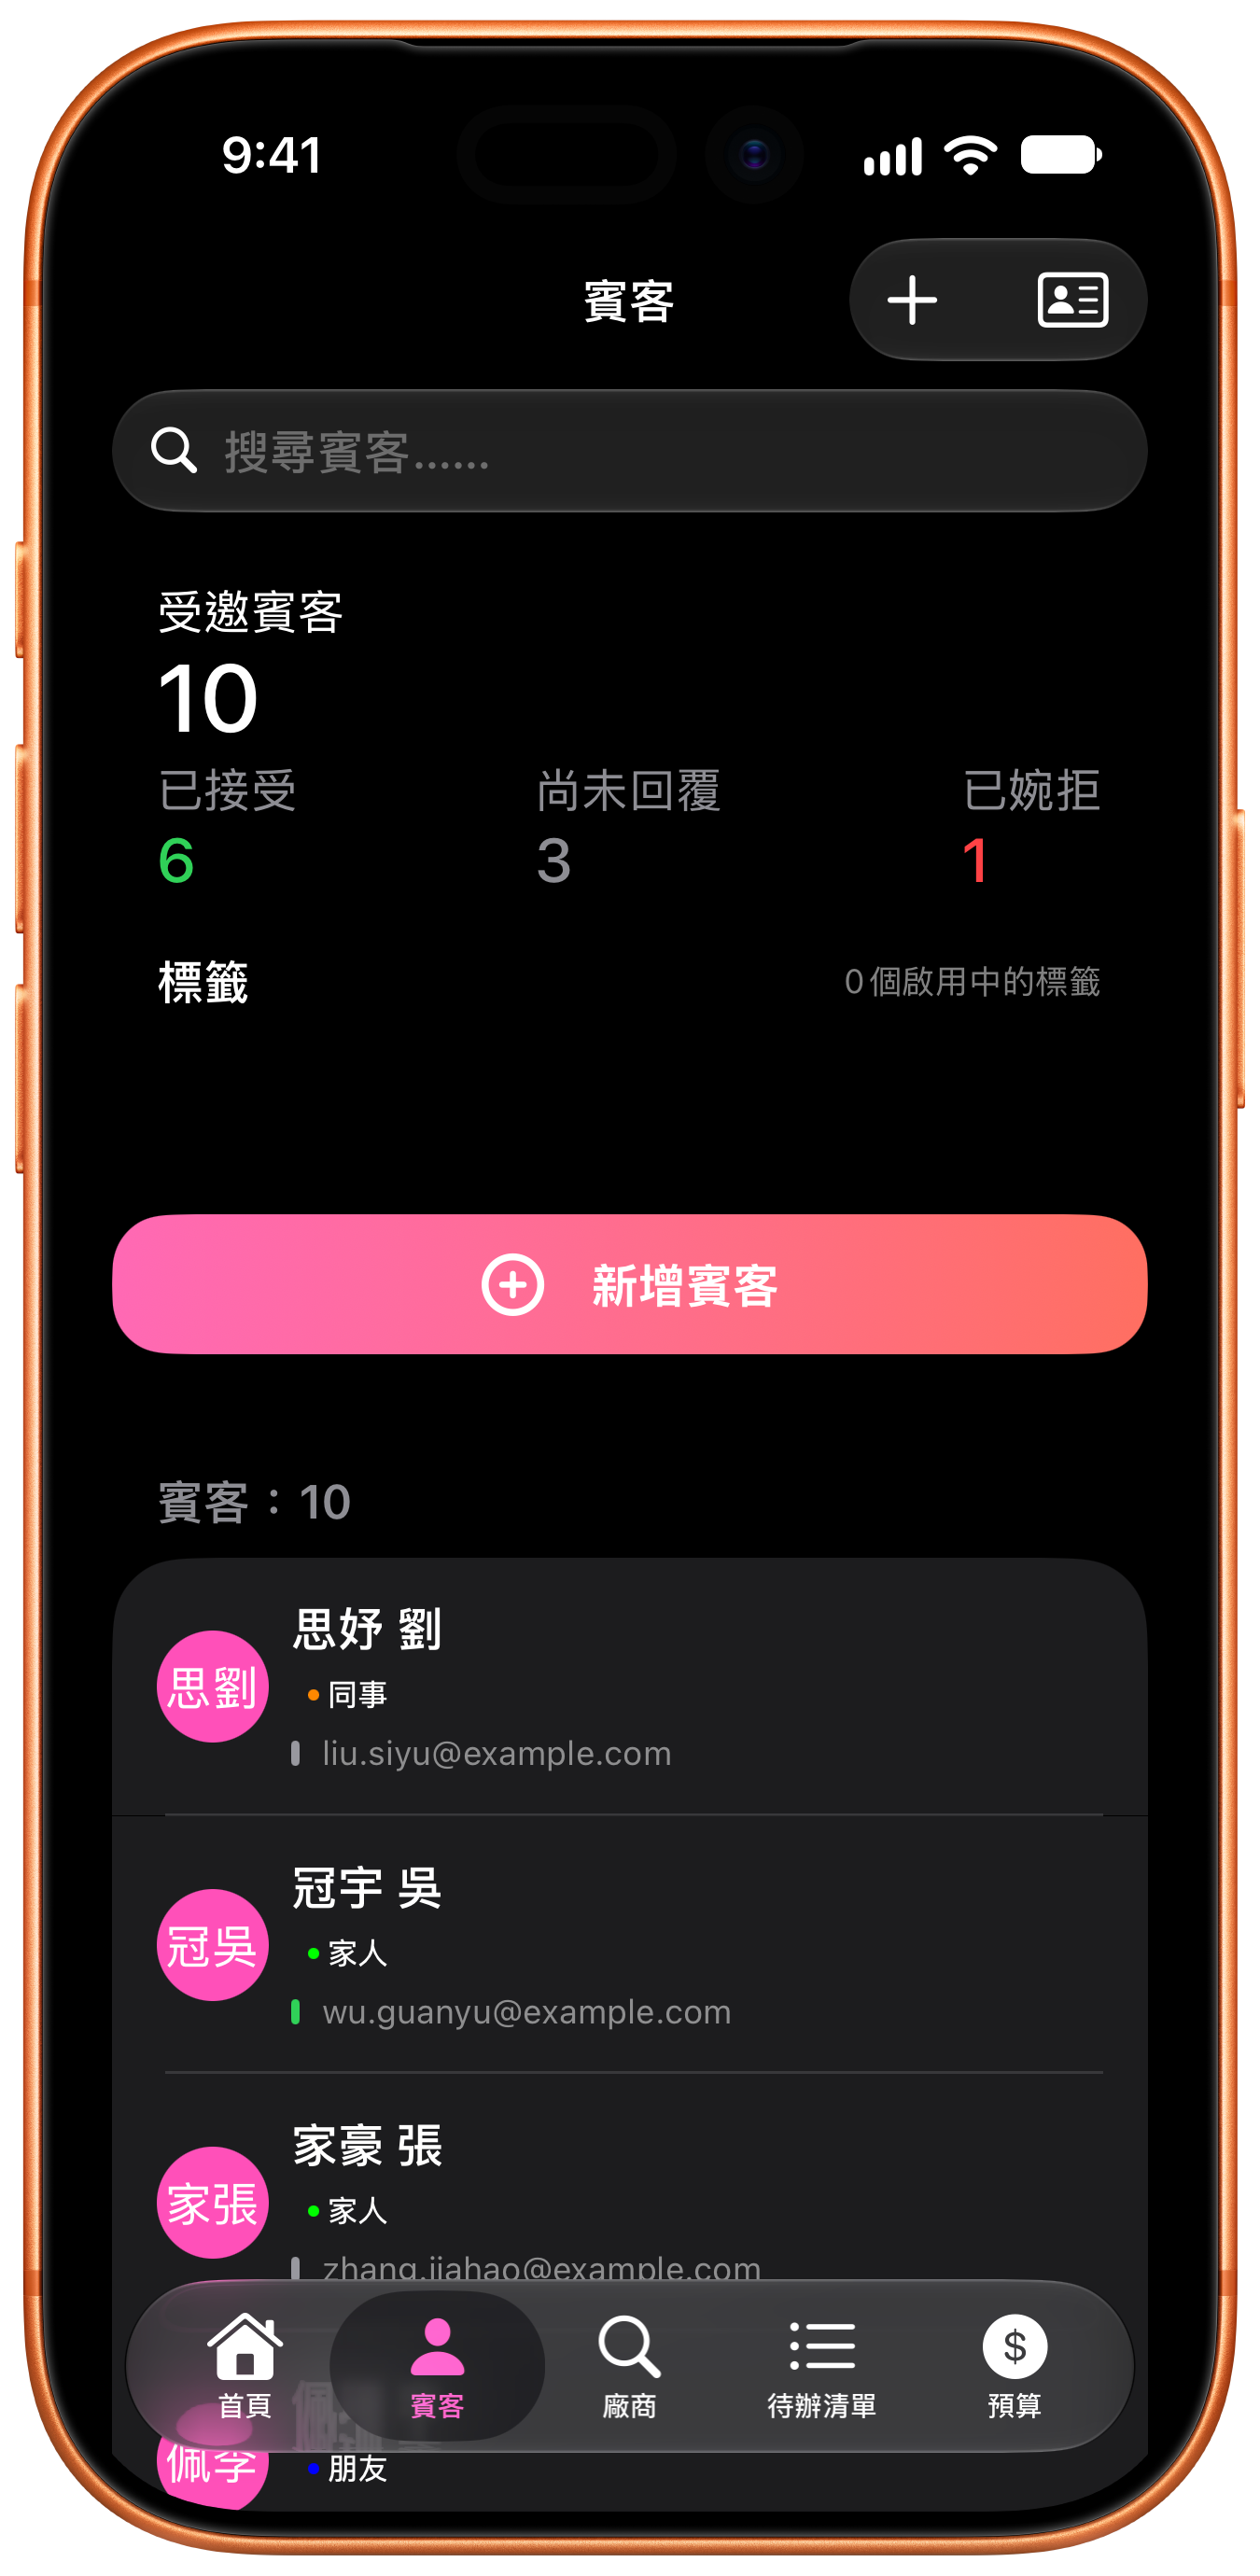 9:41
賓客
搜尋賓客……
受邀賓客
10
已接受
尚未回覆
已婉拒
6
3
1
標籤
0 個啟用中的標籤
新增賓客
賓客：10
思妤 劉
思劉
同事
liu.siyu@example.com
冠宇 吳
冠吳
家人
wu.guanyu@example.com
家豪 張
家張
家人
zhang.jiahao@example.com
首頁
賓客
廠商
待辦清單
預算
佩李
朋友